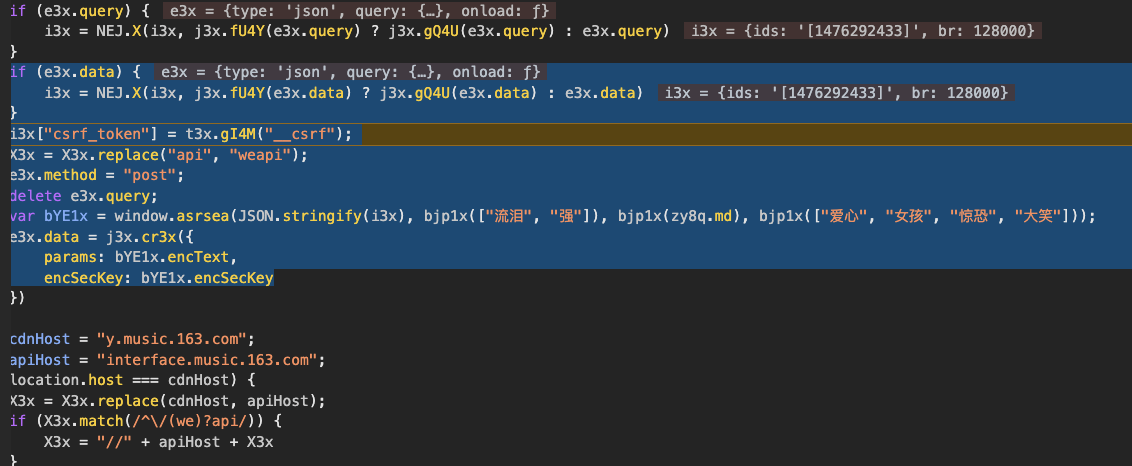 if (e3x.query) {  e3x = {type: 'json', query: {…}, onload: ƒ}
    i3x = NEJ.X(i3x, j3x.fU4Y(e3x.query) ? j3x.gQ4U(e3x.query) : e3x.query)  i3x = {ids: '[1476292433]', br: 128000}
}
if (e3x.data) {  e3x = {type: 'json', query: {…}, onload: ƒ}
    i3x = NEJ.X(i3x, j3x.fU4Y(e3x.data) ? j3x.gQ4U(e3x.data) : e3x.data)  i3x = {ids: '[1476292433]', br: 128000}
}
i3x["csrf_token"] = t3x.gI4M("__csrf");
X3x = X3x.replace("api", "weapi");
e3x.method = "post";
delete e3x.query;
var bYE1x = window.asrsea(JSON.stringify(i3x), bjp1x(["流泪", "强"]), bjp1x(zy8q.md), bjp1x(["爱心", "女孩", "惊恐", "大笑"]));
e3x.data = j3x.cr3x({
    params: bYE1x.encText,
    encSecKey: bYE1x.encSecKey
})
cdnHost = "y.music.163.com";
apiHost = "interface.music.163.com";
location.host === cdnHost) {
X3x = X3x.replace(cdnHost, apiHost);
if (X3x.match(/^\/(we)?api/)) {
    X3x = "//" + apiHost + X3x
}